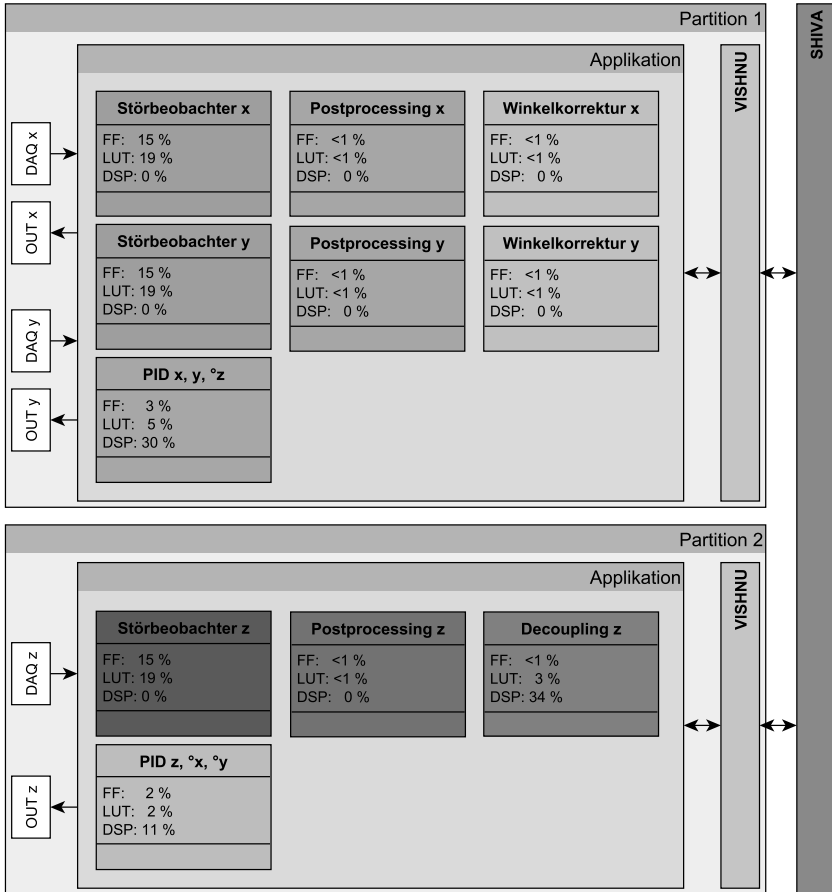 Partition 1
SHIVA
Applikation
VISHNU
DAQ x
OUT x
DAQ y
OUT y
Störbeobachter x
FF: 15 %
LUT: 19 %
DSP: 0 %
Postprocessing x
FF: <1 %
LUT: <1 %
DSP: 0 %
Winkelkorrektur x
FF: <1 %
LUT: <1 %
DSP: 0 %
Störbeobachter y
FF: 15 %
LUT: 19 %
DSP: 0 %
Postprocessing y
FF: <1 %
LUT: <1 %
DSP: 0 %
Winkelkorrektur y
FF: <1 %
LUT: <1 %
DSP: 0 %
PID x, y, °z
FF: 3 %
LUT: 5 %
DSP: 30 %
Partition 2
Applikation
VISHNU
DAQ z
OUT z
Störbeobachter z
FF: 15 %
LUT: 19 %
DSP: 0 %
Postprocessing z
FF: <1 %
LUT: <1 %
DSP: 0 %
Decoupling z
FF: <1 %
LUT: 3 %
DSP: 34 %
PID z, °x, °y
FF: 2 %
LUT: 2 %
DSP: 11 %